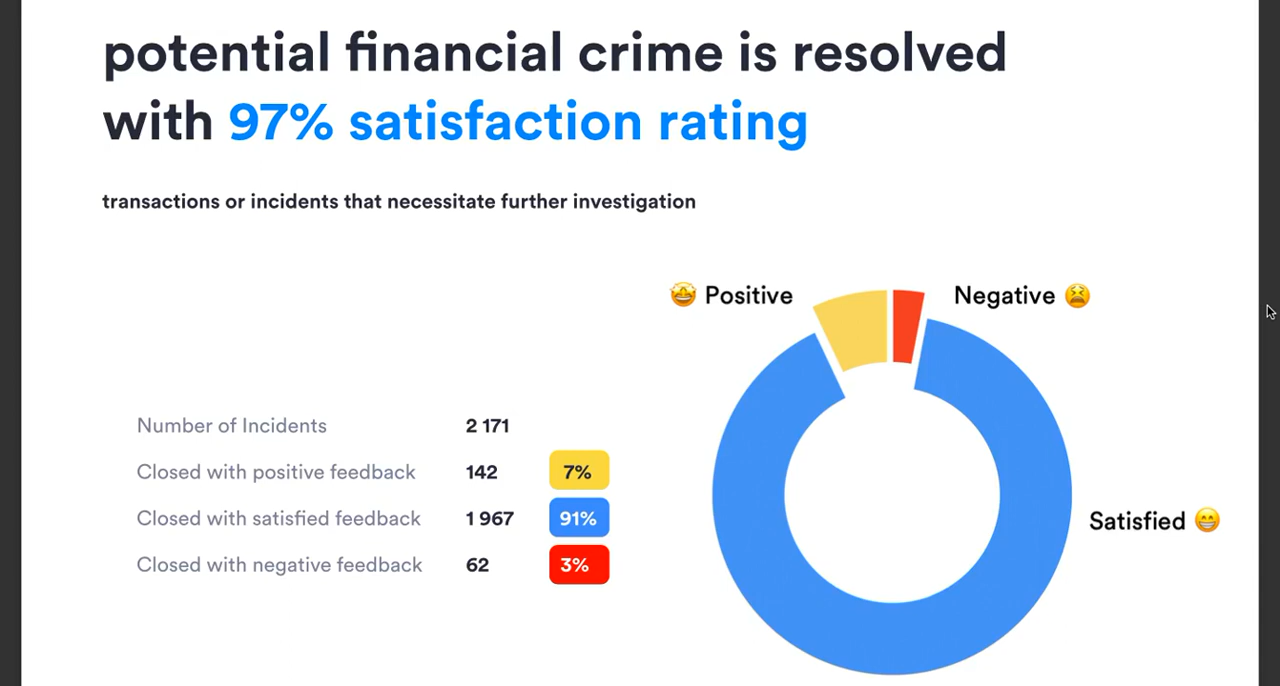 potential financial crime is resolved
with 97% satisfaction rating
transactions or incidents that necessitate further investigation
Positive
Negative
Number of Incidents 2 171
Closed with positive feedback 142 7%
Closed with satisfied feedback 1 967 91%
Closed with negative feedback 62 3%
Satisfied